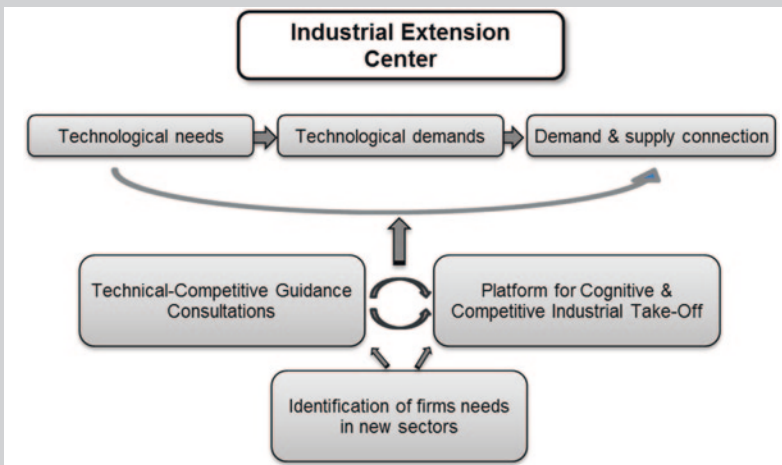 Industrial Extension
Center
Technological needs
Technological demands
Demand & supply connection
Technical-Competitive Guidance
Consultations
Platform for Cognitive &
Competitive Industrial Take-Off
Identification of firms needs
in new sectors